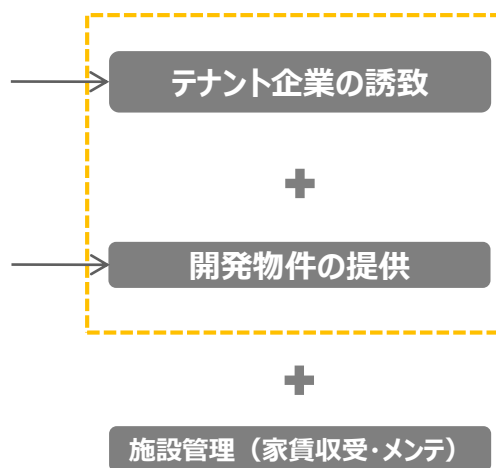 テナント企業の誘致
+
開発物件の提供
+
施設管理（家賃収受･メンテ）